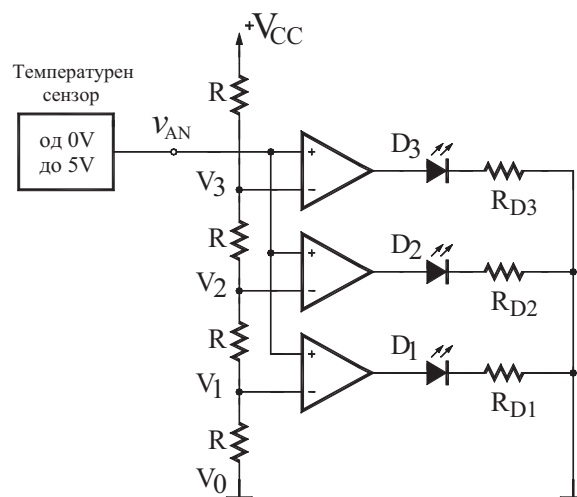 +VCC
Температурен
сензор
од 0V
до 5V
R
vAN
D3
V3
RD3
R
D2
V2
RD2
R
D1
V1
RD1
R
V0